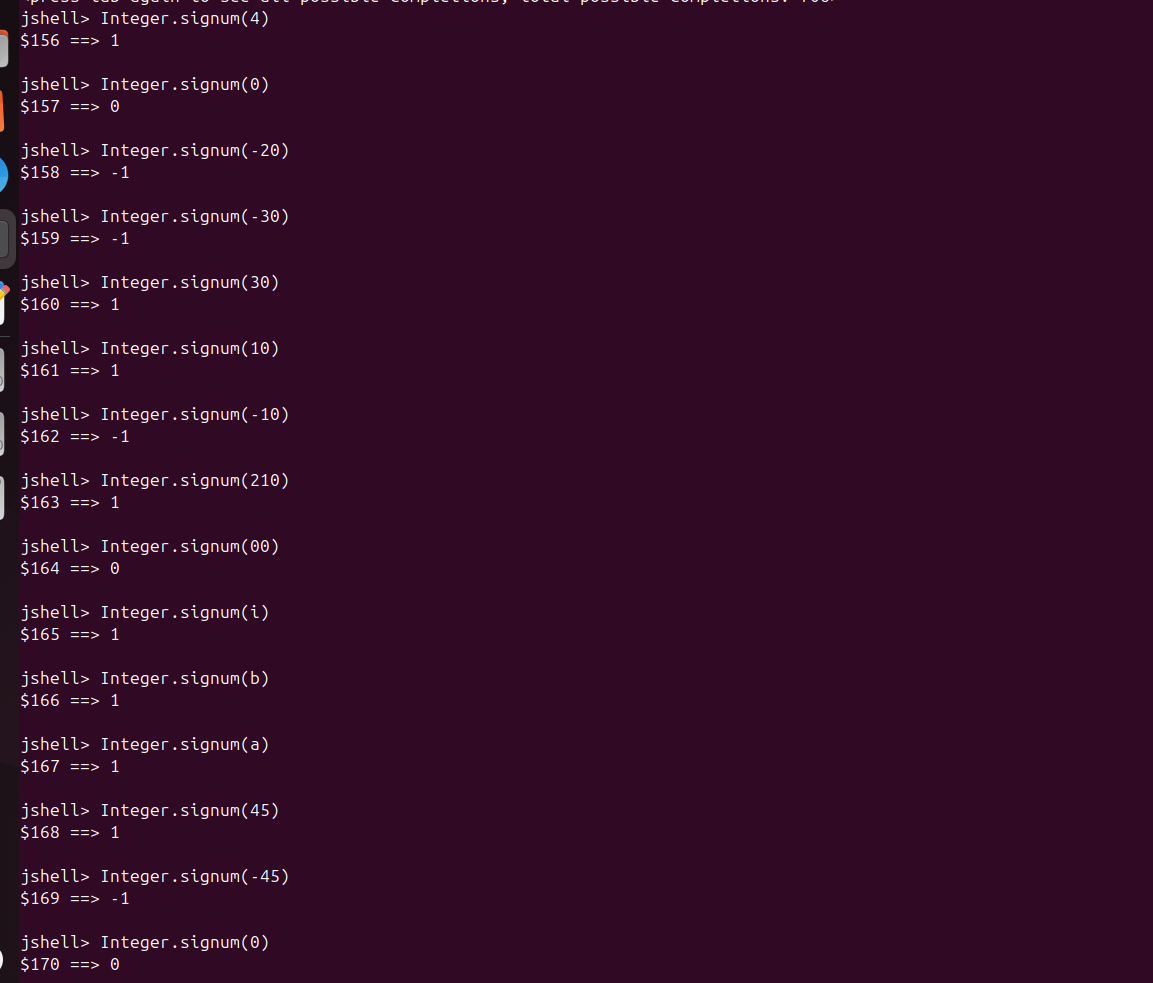 jshell> Integer.signum(4)
$156 ==> 1
jshell> Integer.signum(0)
$157 ==> 0
jshell> Integer.signum(-20)
$158 ==> -1
jshell> Integer.signum(-30)
$159 ==> -1
jshell> Integer.signum(30)
$160 ==> 1
jshell> Integer.signum(10)
$161 ==> 1
jshell> Integer.signum(-10)
$162 ==> -1
jshell> Integer.signum(210)
$163 ==> 1
jshell> Integer.signum(00)
$164 ==> 0
jshell> Integer.signum(i)
$165 ==> 1
jshell> Integer.signum(b)
$166 ==> 1
jshell> Integer.signum(a)
$167 ==> 1
jshell> Integer.signum(45)
$168 ==> 1
jshell> Integer.signum(-45)
$169 ==> -1
jshell> Integer.signum(0)
$170 ==> 0